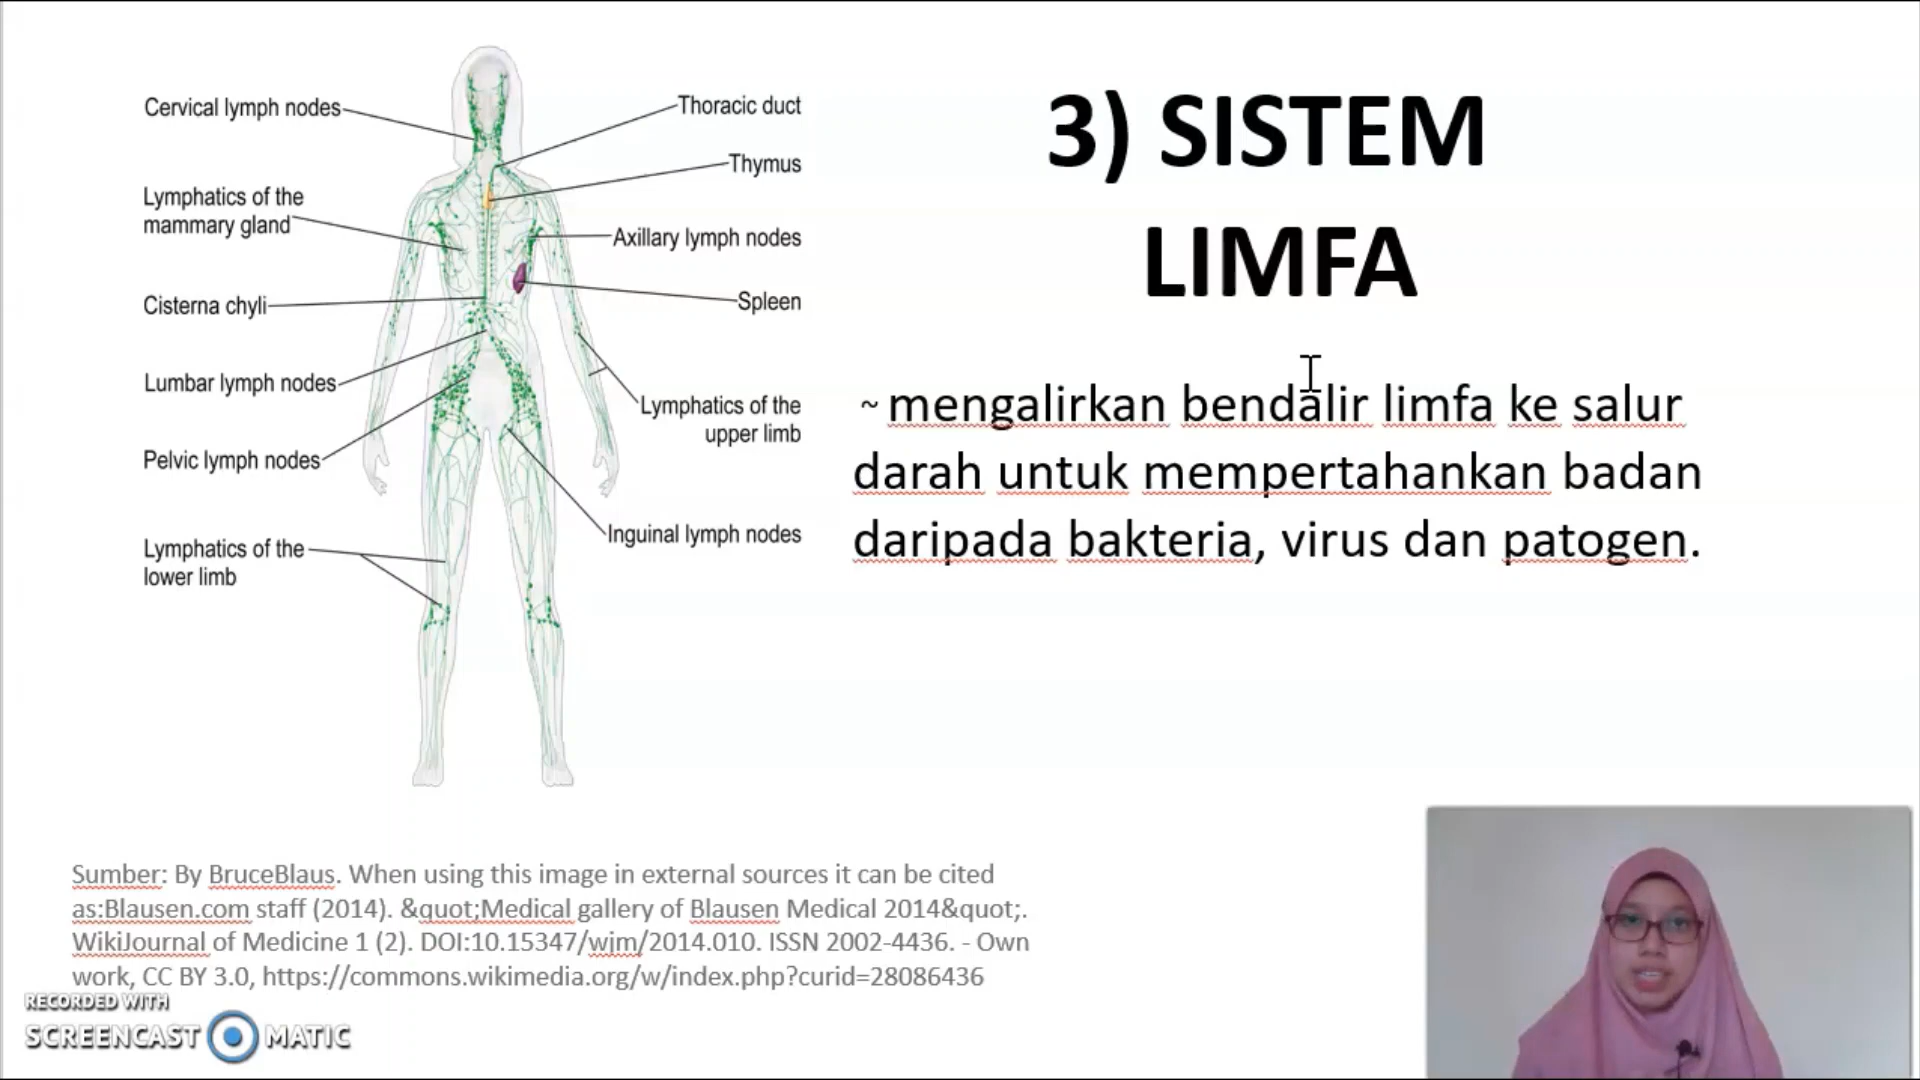 Cervical lymph nodes
Lymphatics of the
mammary gland
Cisterna chyli
Lumbar lymph nodes
Pelvic lymph nodes
Lymphatics of the
lower limb
Thoracic duct
Thymus
Axillary lymph nodes
Spleen
Lymphatics of the
upper limb
Inguinal lymph nodes
3) SISTEM
LIMFA
~ mengalirkan bendalir limfa ke salur
darah untuk mempertahankan badan
daripada bakteria, virus dan patogen.
Sumber: By BruceBlaus. When using this image in external sources it can be cited
as:Blausen.com staff (2014). &quot;Medical gallery of Blausen Medical 2014&quot;.
WikiJournal of Medicine 1 (2). DOI:10.15347/wjm/2014.010. ISSN 2002-4436. - Own
work, CC BY 3.0, https://commons.wikimedia.org/w/index.php?curid=28086436
RECORDED WITH
SCREENCAST MATIC